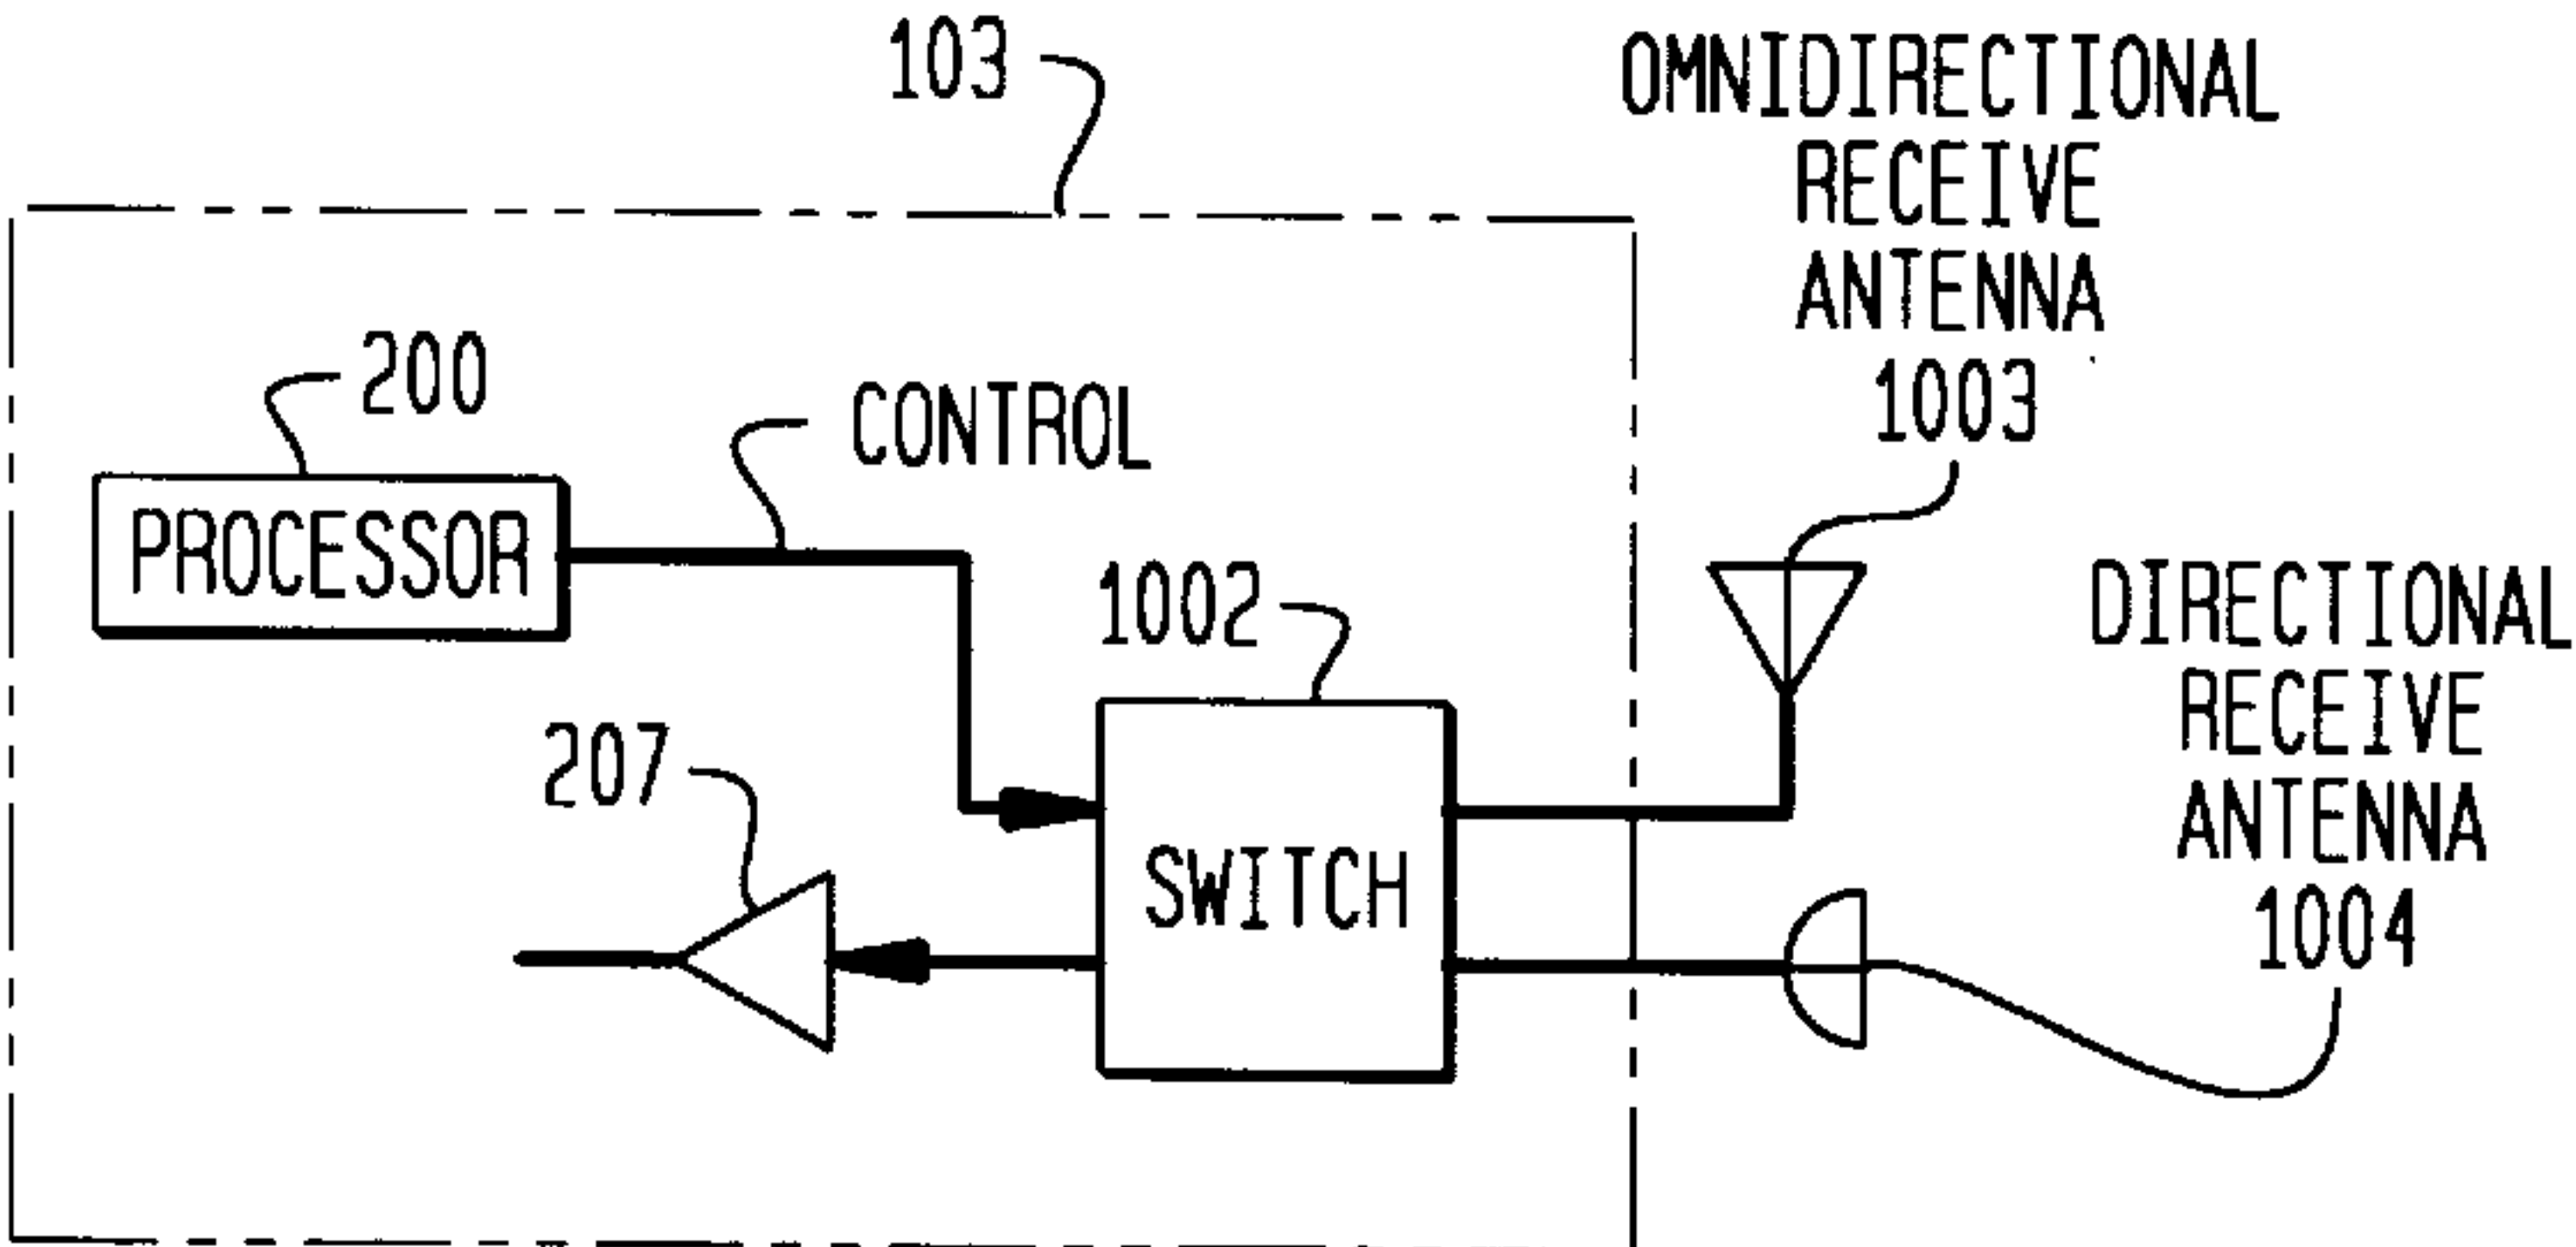 103
OMNIDIRECTIONAL
RECEIVE
ANTENNA
1003
200
CONTROL
PROCESSOR
1002
DIRECTIONAL
RECEIVE
ANTENNA
1004
207
SWITCH